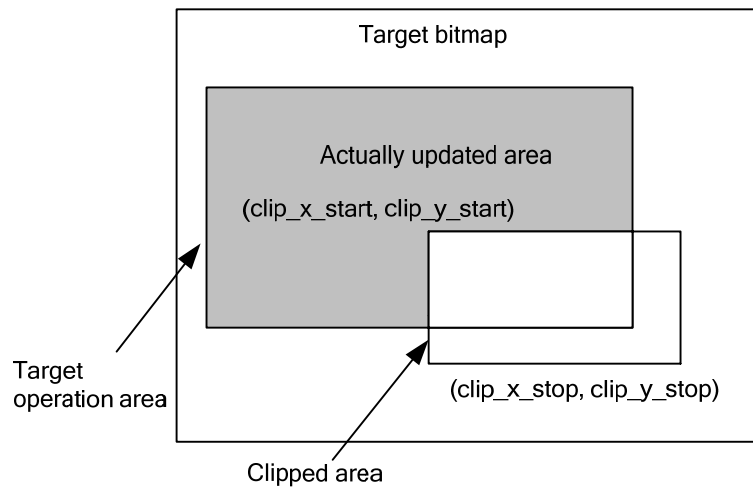 Target bitmap
Actually updated area
(clip_x_start, clip_y_start)
Target
operation area
(clip_x_stop, clip_y_stop)
Clipped area